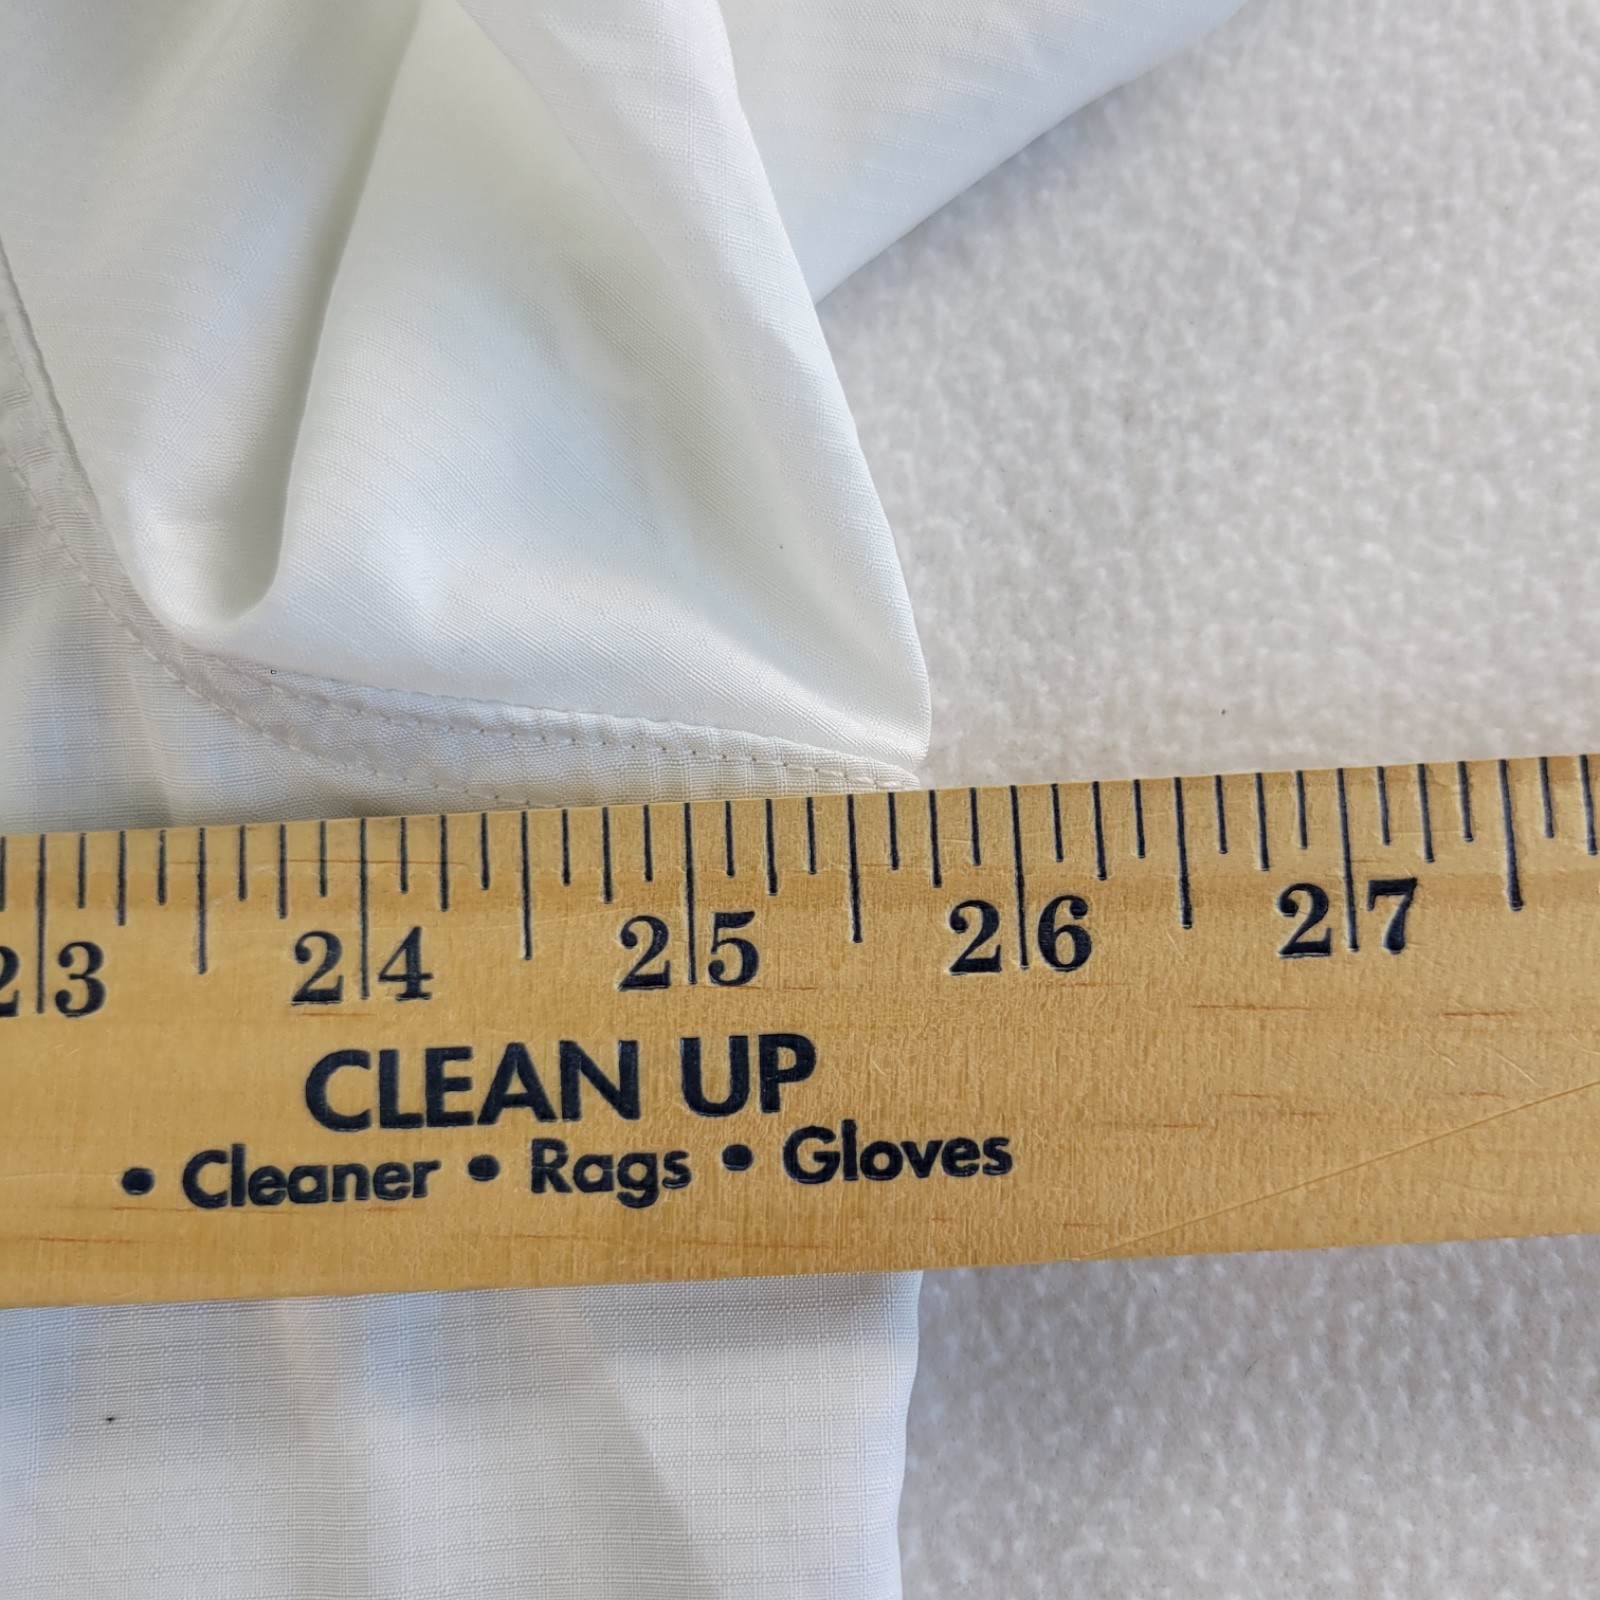 23 24 25 26 27
CLEAN UP
• Cleaner • Rags • Gloves